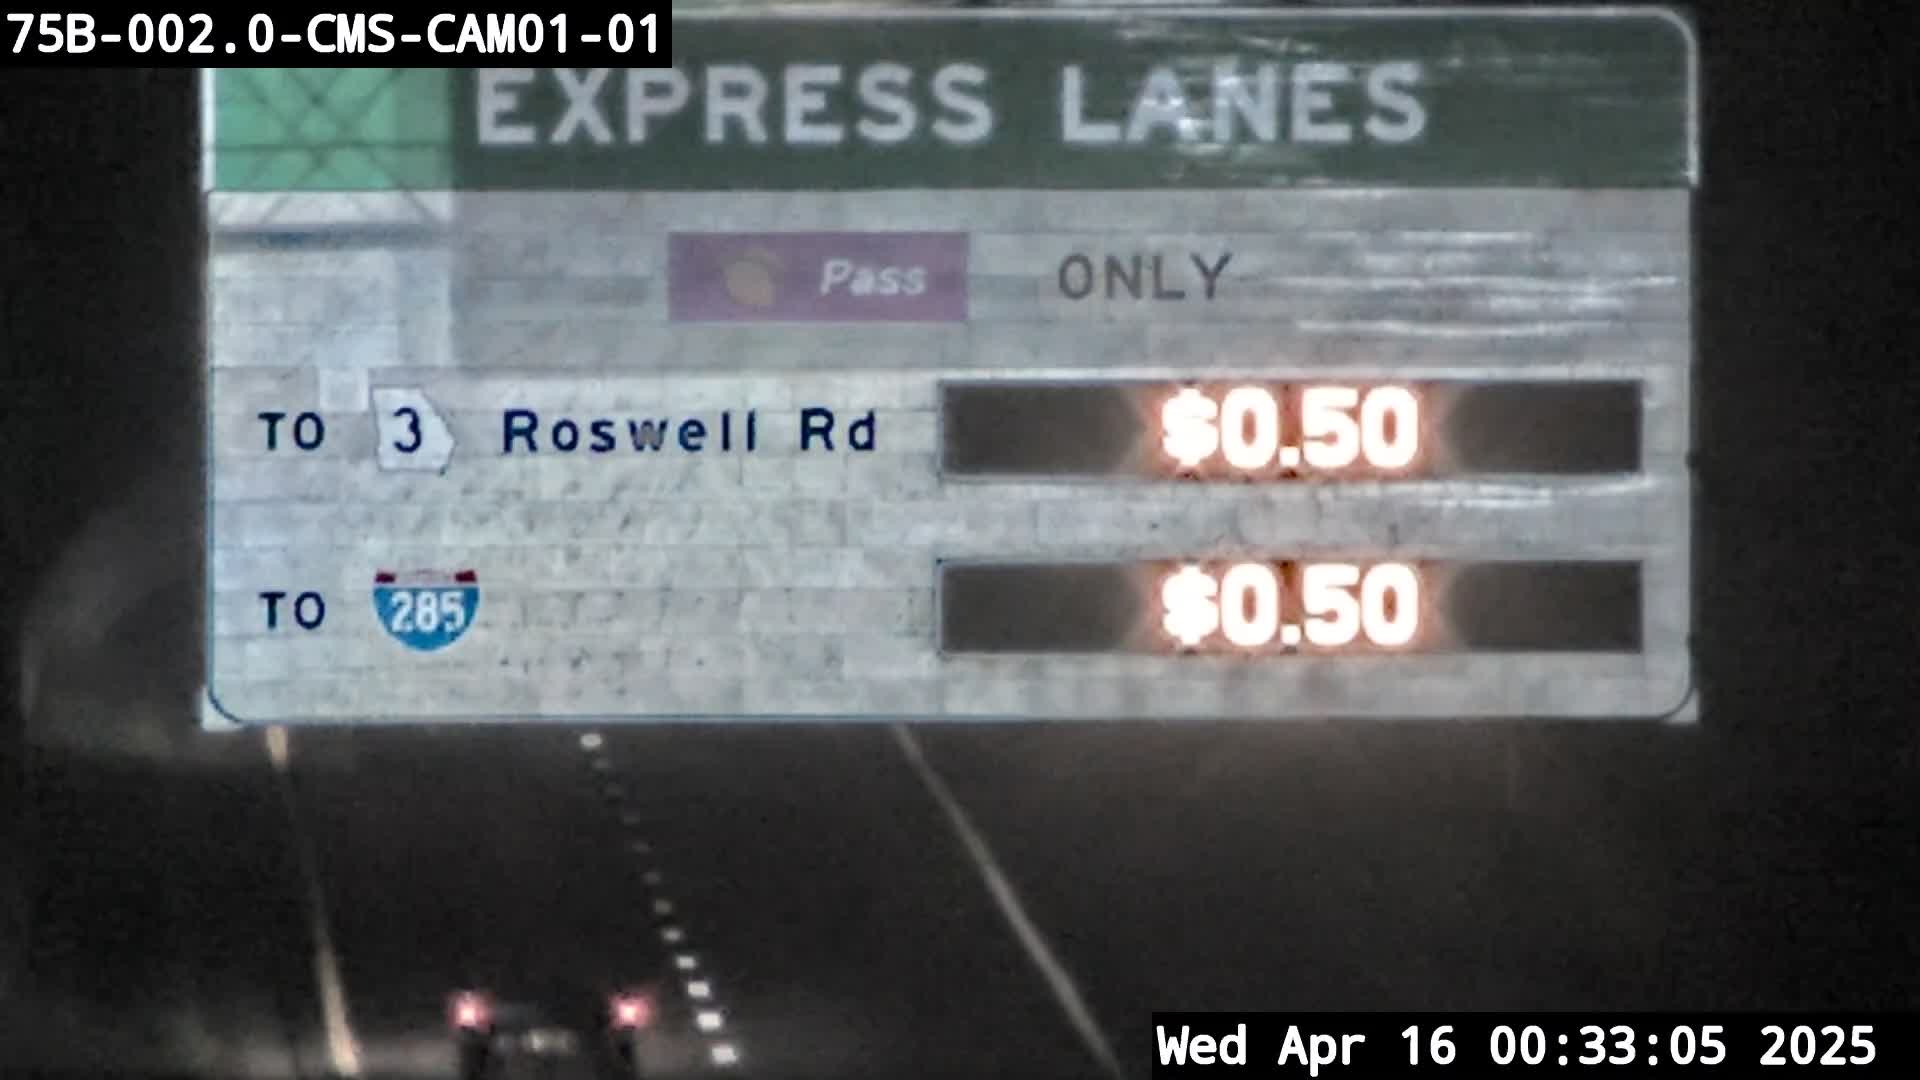 75B-002.0-CMS-CAM01-01
EXPRESS LANES
Pass ONLY
TO 3 Roswell Rd $0.50
TO 285 $0.50
Wed Apr 16 00:33:05 2025